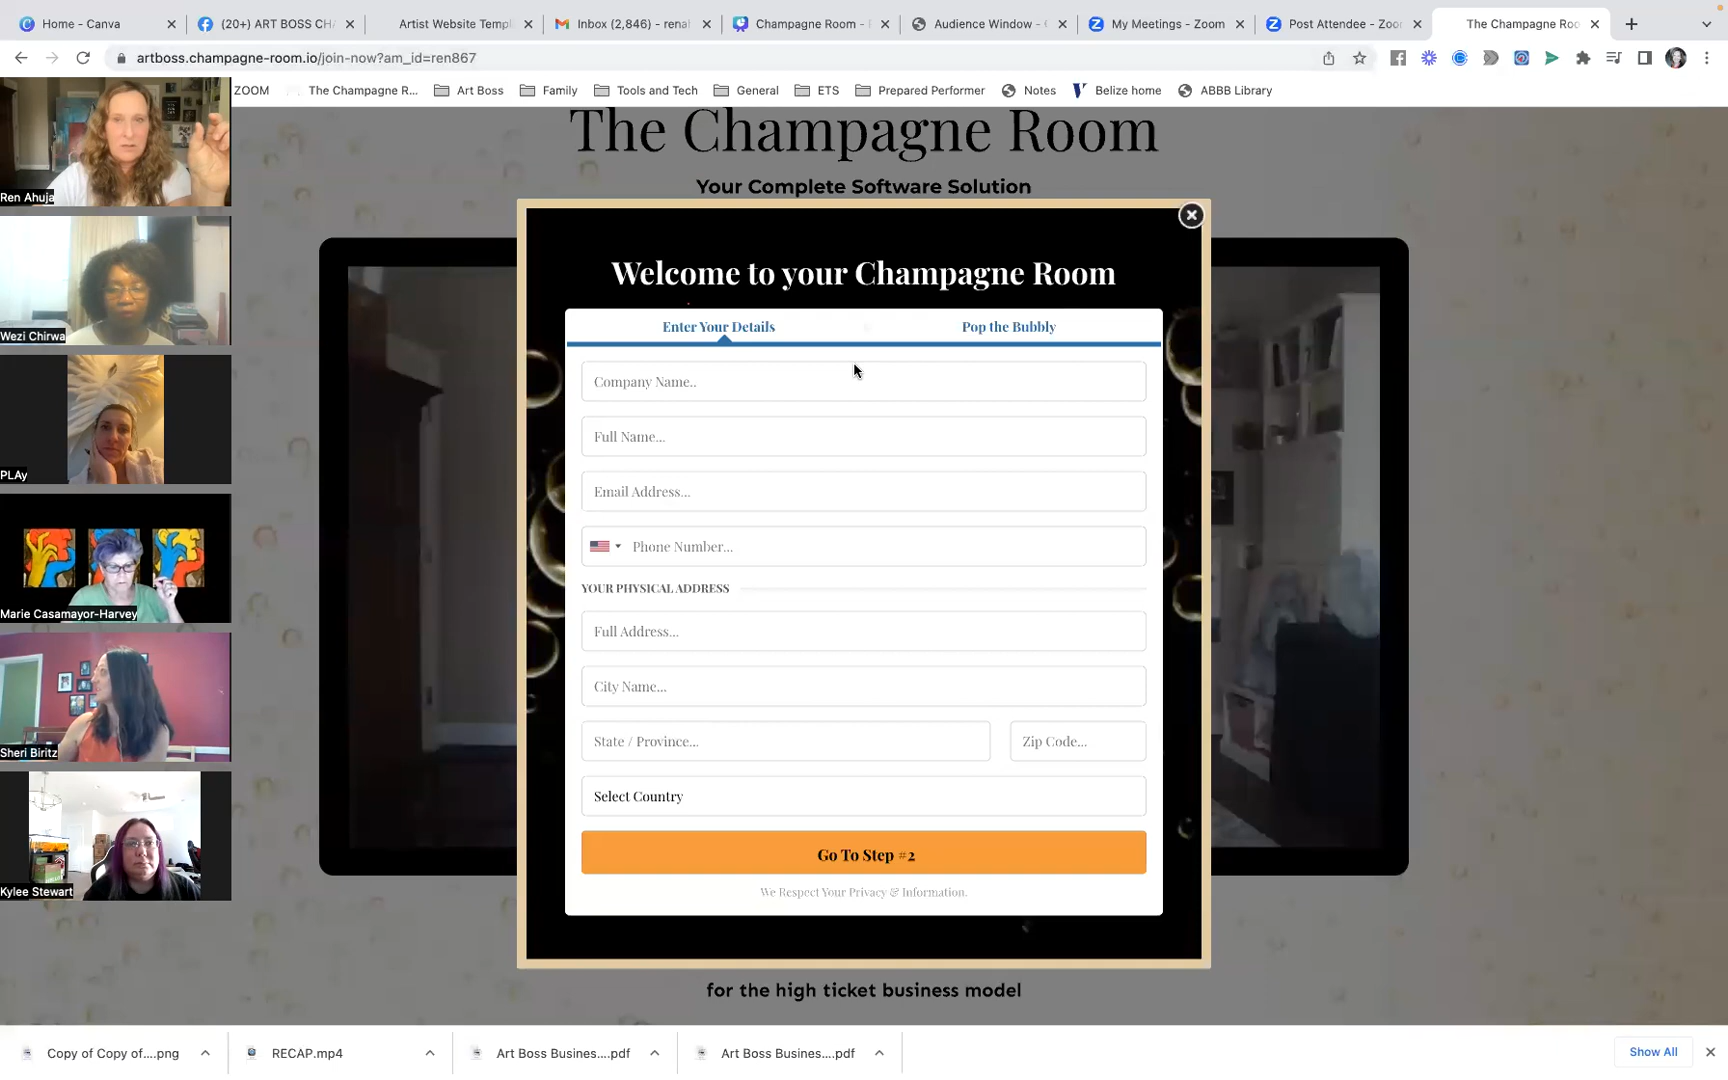 Home - Canva
(20+) ART BOSS CH
Artist Website Templ
Inbox (2,846) - renah
Champagne Room -
Audience Window -
My Meetings - Zoom
Post Attendee - Zoo
The Champagne Roo
artboss.champagne-room.io/join-now?am_id=ren867
ZOOM
The Champagne R...
Art Boss
Family
Tools and Tech
General
ETS
Prepared Performer
Notes
Belize home
ABBB Library
The Champagne Room
Your Complete Software Solution
Ren Ahuja
Wezi Chirwa
PLAy
Marie Casamayor-Harvey
Sheri Biritz
Kylee Stewart
Welcome to your Champagne Room
Enter Your Details
Pop the Bubbly
Company Name..
Full Name...
Email Address...
Phone Number...
YOUR PHYSICAL ADDRESS
Full Address...
City Name...
State / Province...
Zip Code...
Select Country
Go To Step #2
We Respect Your Privacy & Information.
for the high ticket business model
Copy of Copy of....png
RECAP.mp4
Art Boss Busines....pdf
Art Boss Busines....pdf
Show All